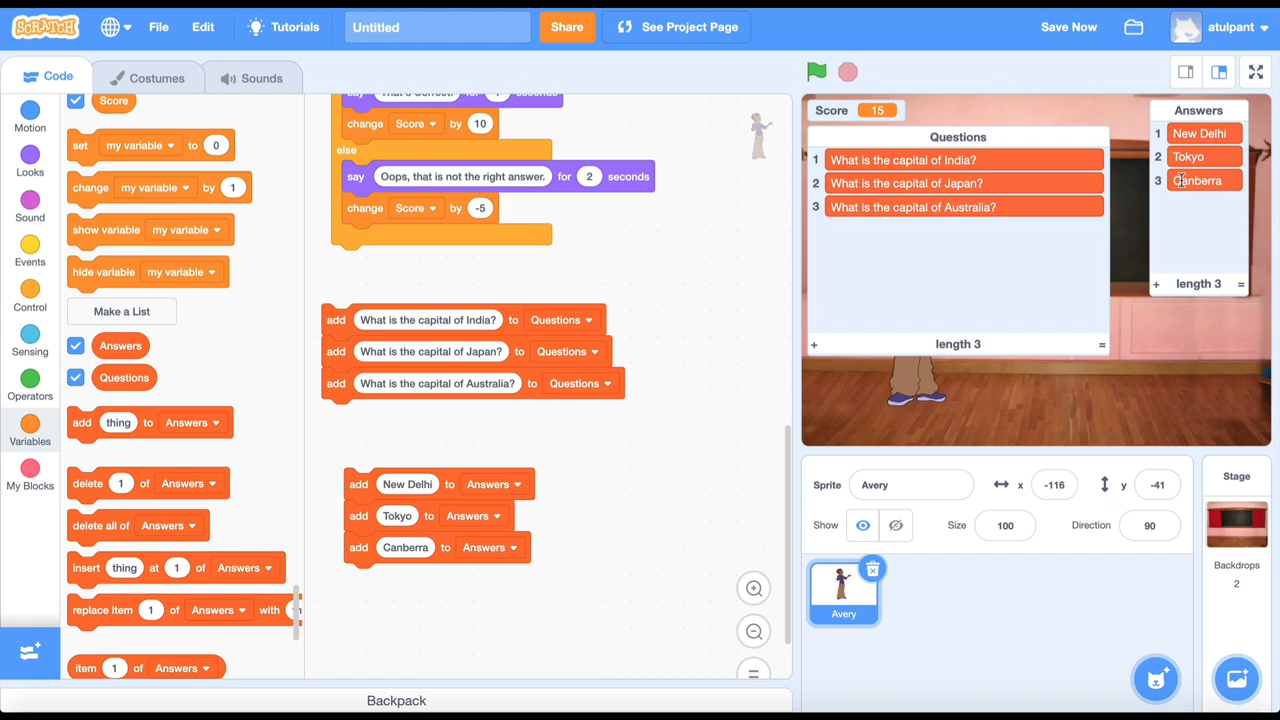 SCRATCH File Edit Tutorials Untitled Share See Project Page Save Now atulpant
Code Costumes Sounds
Motion
Looks
Sound
Events
Control
Sensing
Operators
Variables
My Blocks
Score
set my variable to 0
change my variable by 1
show variable my variable
hide variable my variable
Make a List
Answers
Questions
add thing to Answers
delete 1 of Answers
delete all of Answers
insert thing at 1 of Answers
replace item 1 of Answers with
item 1 of Answers
change Score by 10
else
say Oops, that is not the right answer. for 2 seconds
change Score by -5
add What is the capital of India? to Questions
add What is the capital of Japan? to Questions
add What is the capital of Australia? to Questions
add New Delhi to Answers
add Tokyo to Answers
add Canberra to Answers
Backpack
Score 15
Questions
1 What is the capital of India?
2 What is the capital of Japan?
3 What is the capital of Australia?
+ length 3 =
Answers
1 New Delhi
2 Tokyo
3 Canberra
+ length 3 =
Sprite Avery x -116 y -41
Show Size 100 Direction 90
Avery
Stage
Backdrops
2